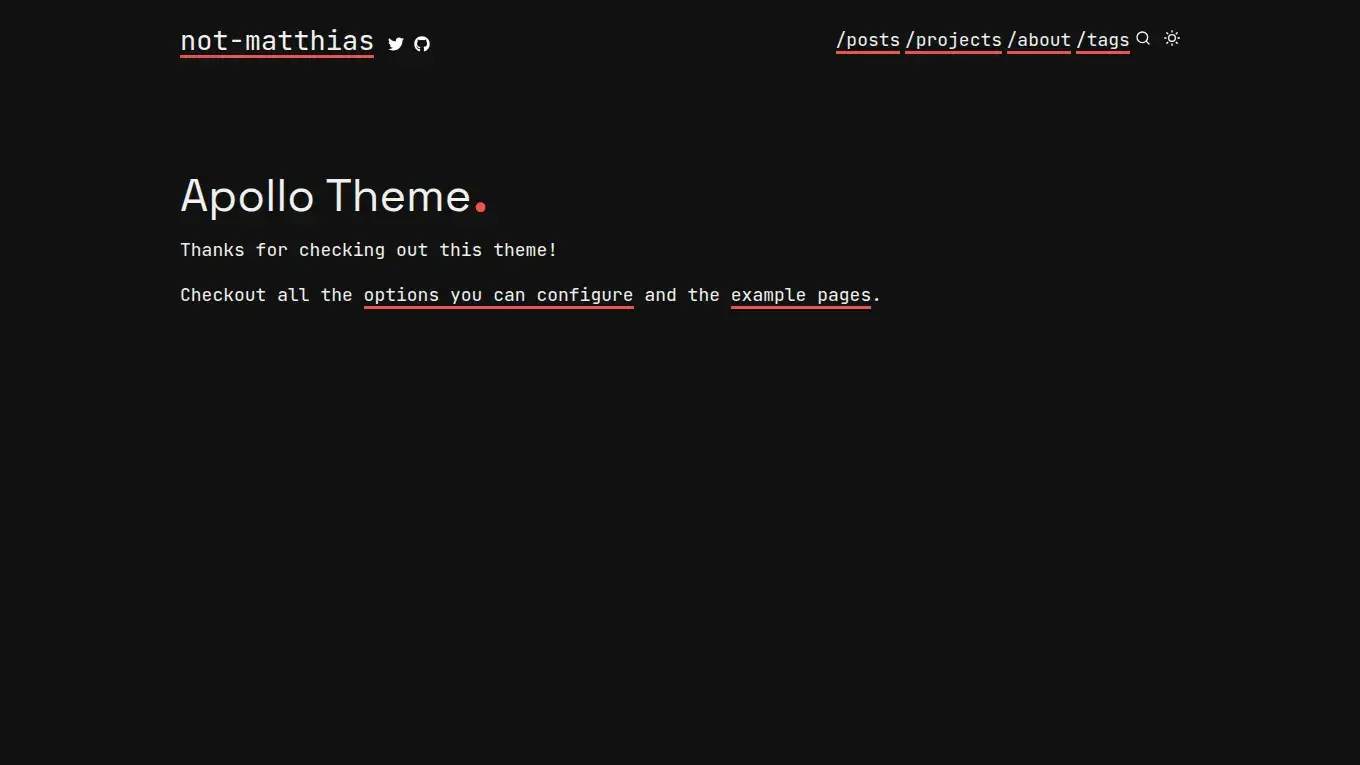 not-matthias
/posts /projects /about /tags
Apollo Theme.
Thanks for checking out this theme!
Checkout all the options you can configure and the example pages.